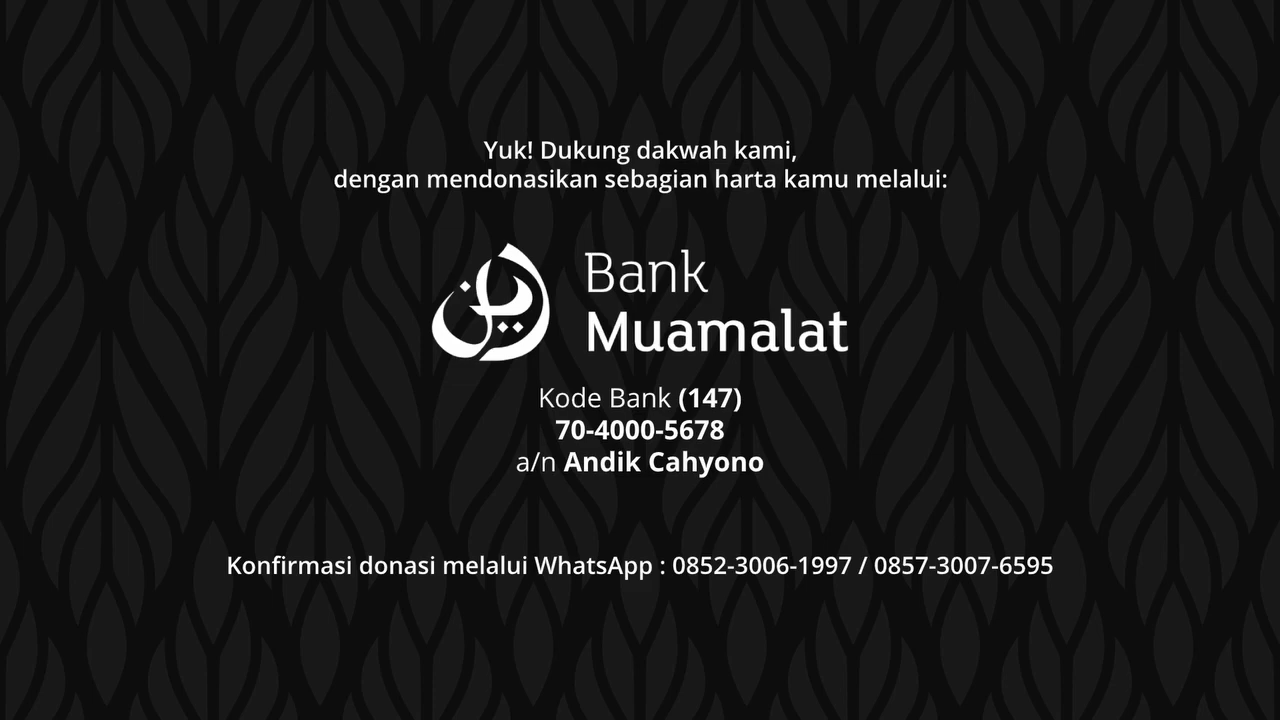 Yuk! Dukung dakwah kami,
dengan mendonasikan sebagian harta kamu melalui:
Bank
Muamalat
Kode Bank (147)
70-4000-5678
a/n Andik Cahyono
Konfirmasi donasi melalui WhatsApp : 0852-3006-1997 / 0857-3007-6595